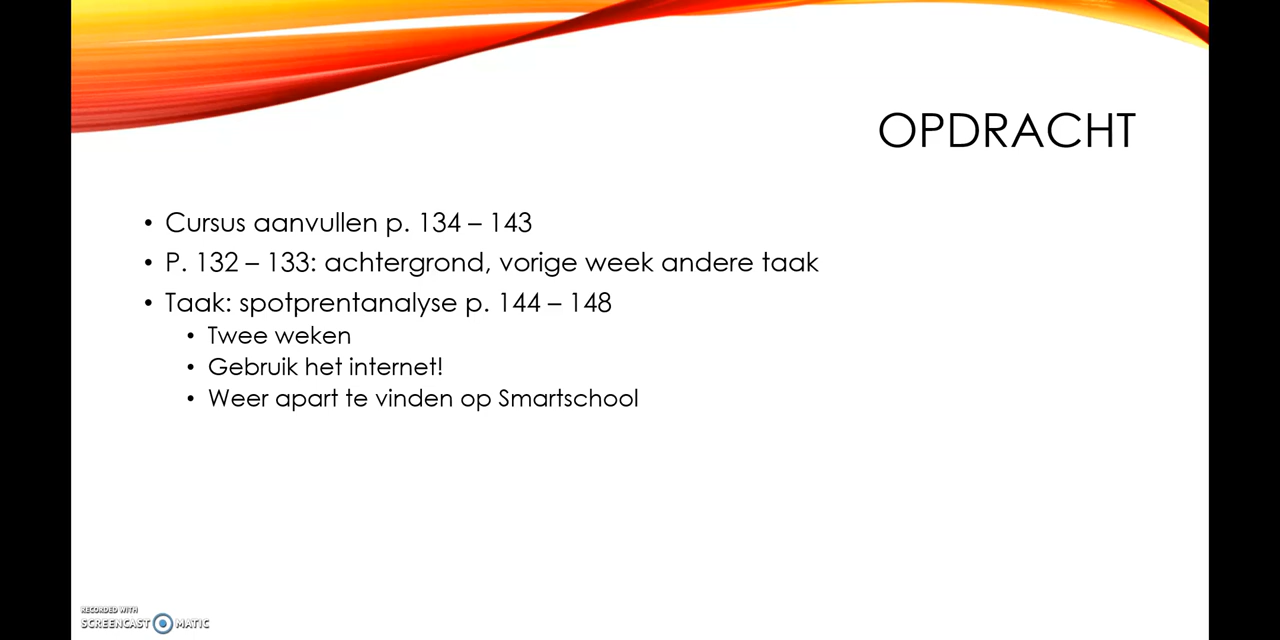 OPDRACHT
• Cursus aanvullen p. 134 – 143
• P. 132 – 133: achtergrond, vorige week andere taak
• Taak: spotprentanalyse p. 144 – 148
• Twee weken
• Gebruik het internet!
• Weer apart te vinden op Smartschool
RECORDED WITH
SCREENCAST MATIC